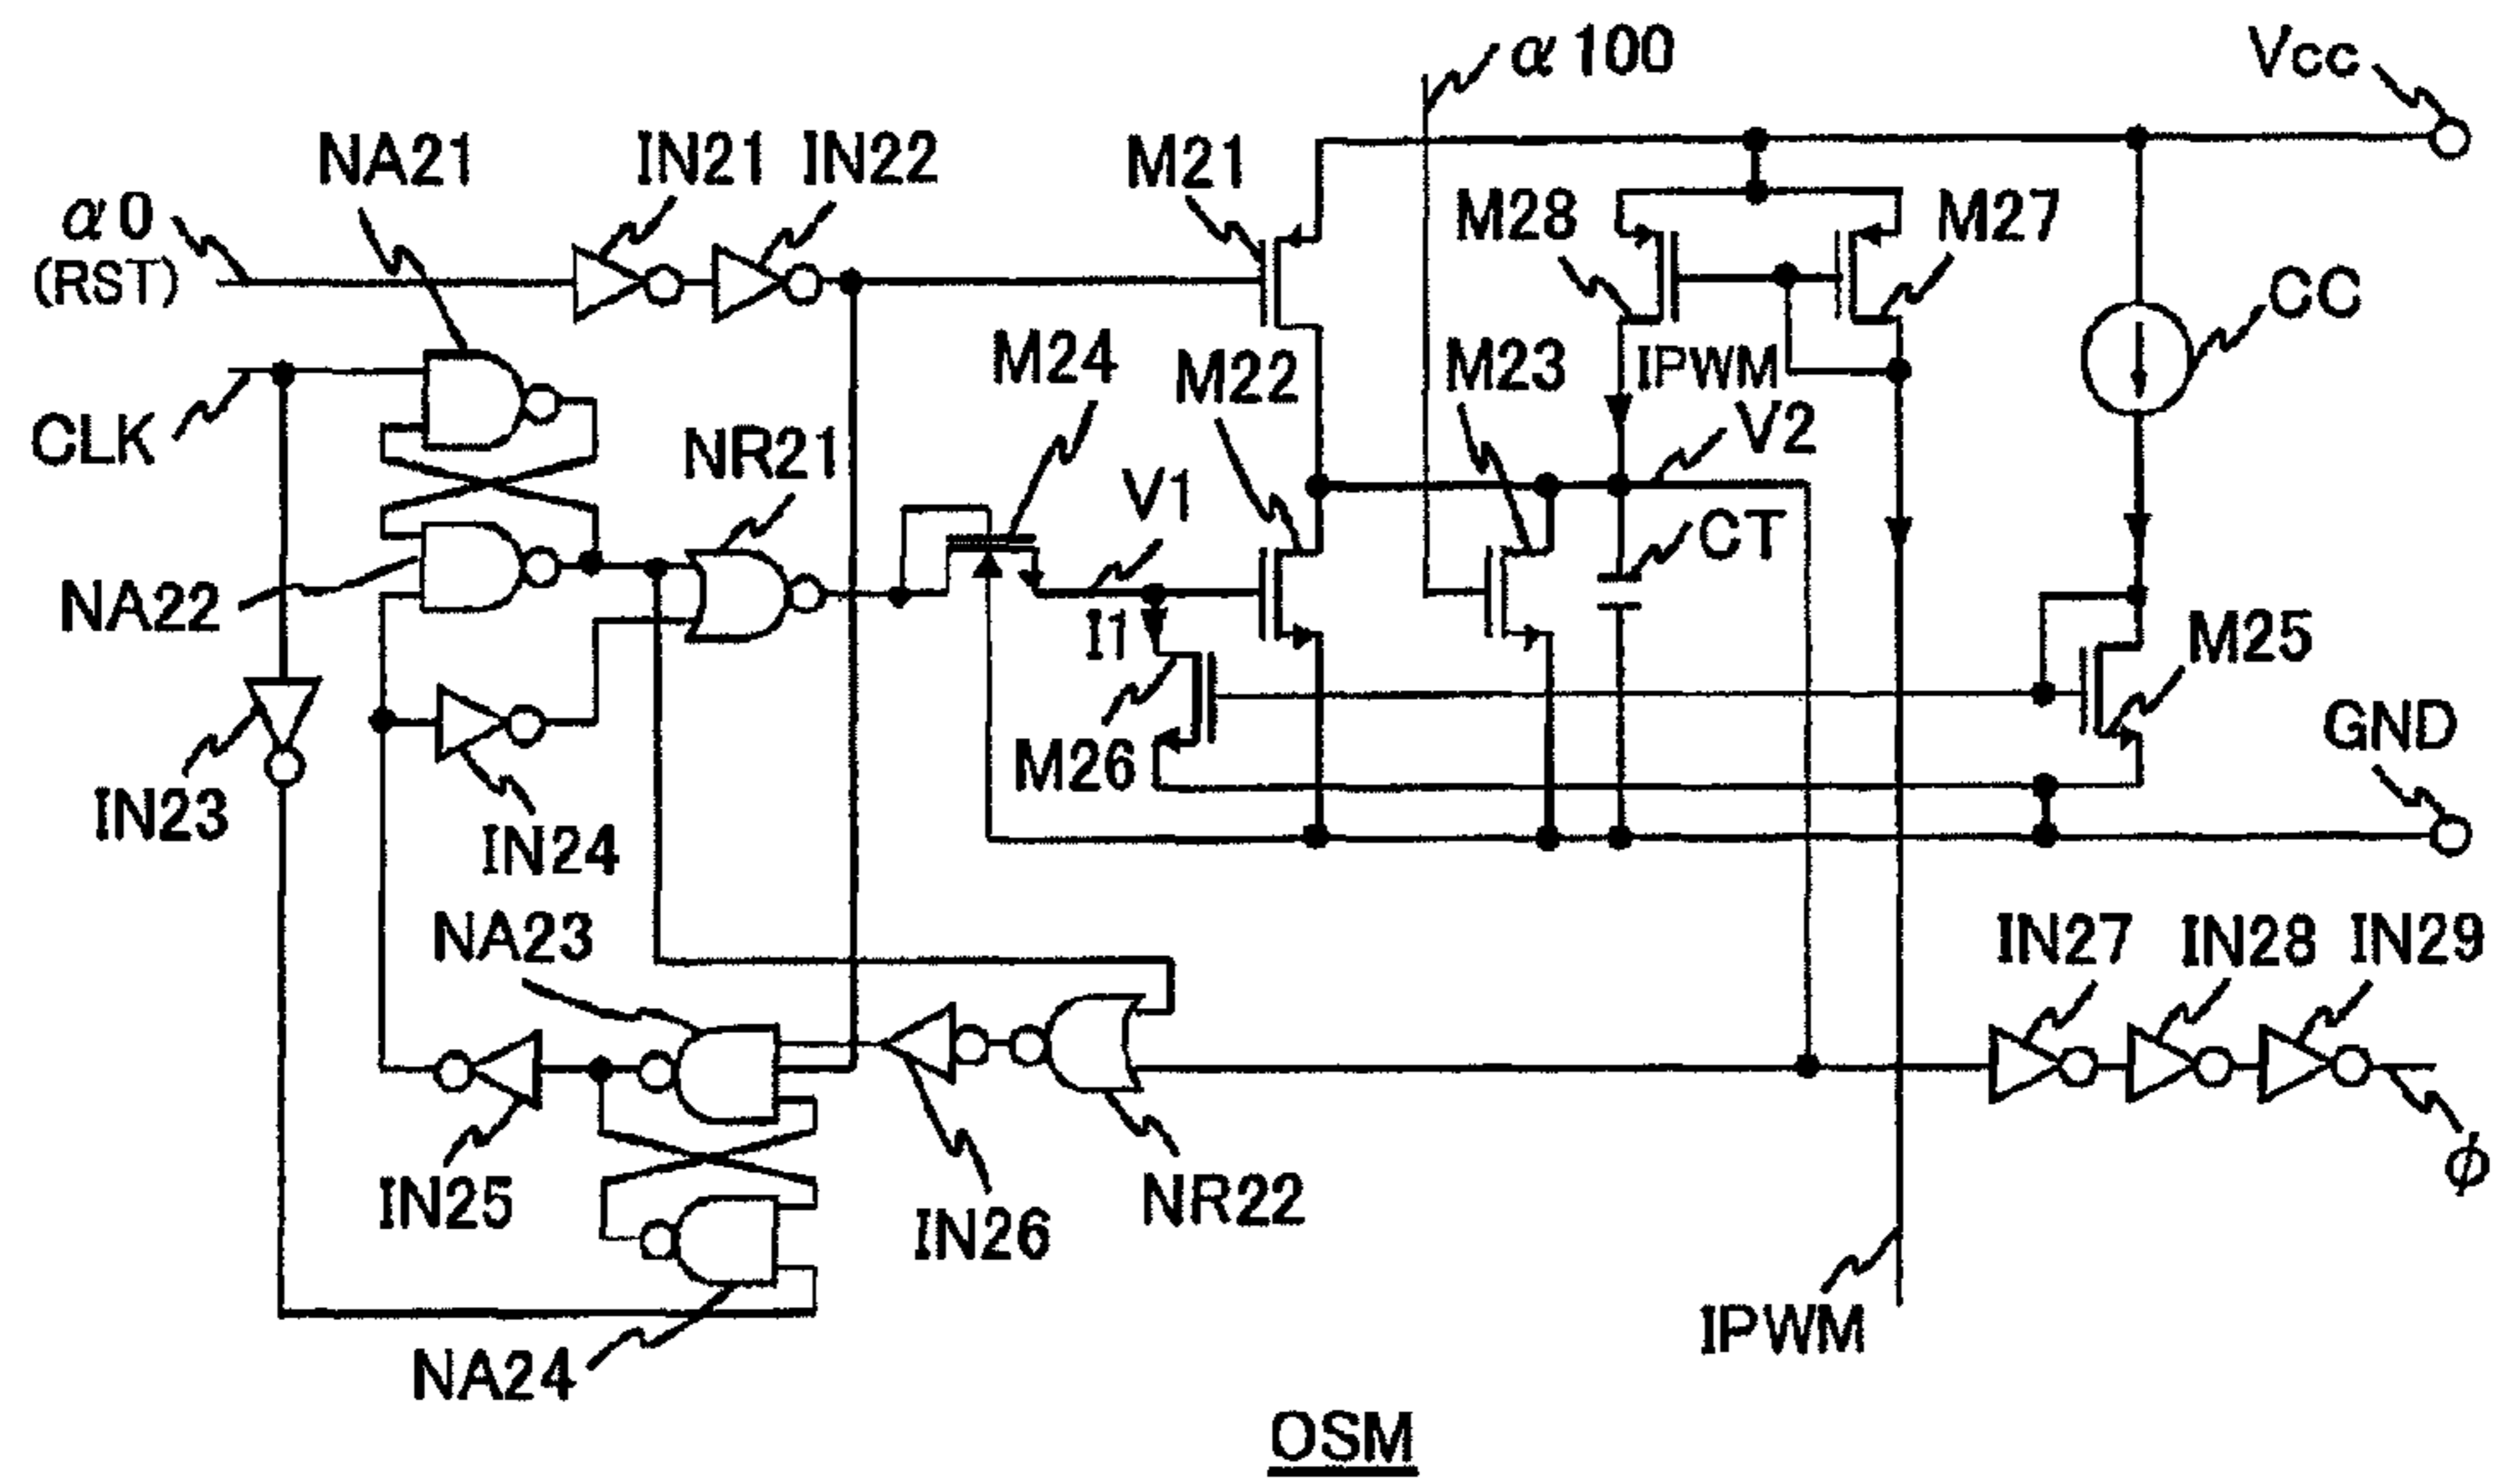 α100
Vcc
NA21
IN21
IN22
M21
α0
(RST)
M28
M27
CC
CLK
NR21
M24
M22
M23
IPWM
V2
V1
CT
NA22
I1
M25
M26
GND
IN23
IN24
NA23
IN27
IN28
IN29
IN25
IN26
NR22
φ
NA24
IPWM
OSM